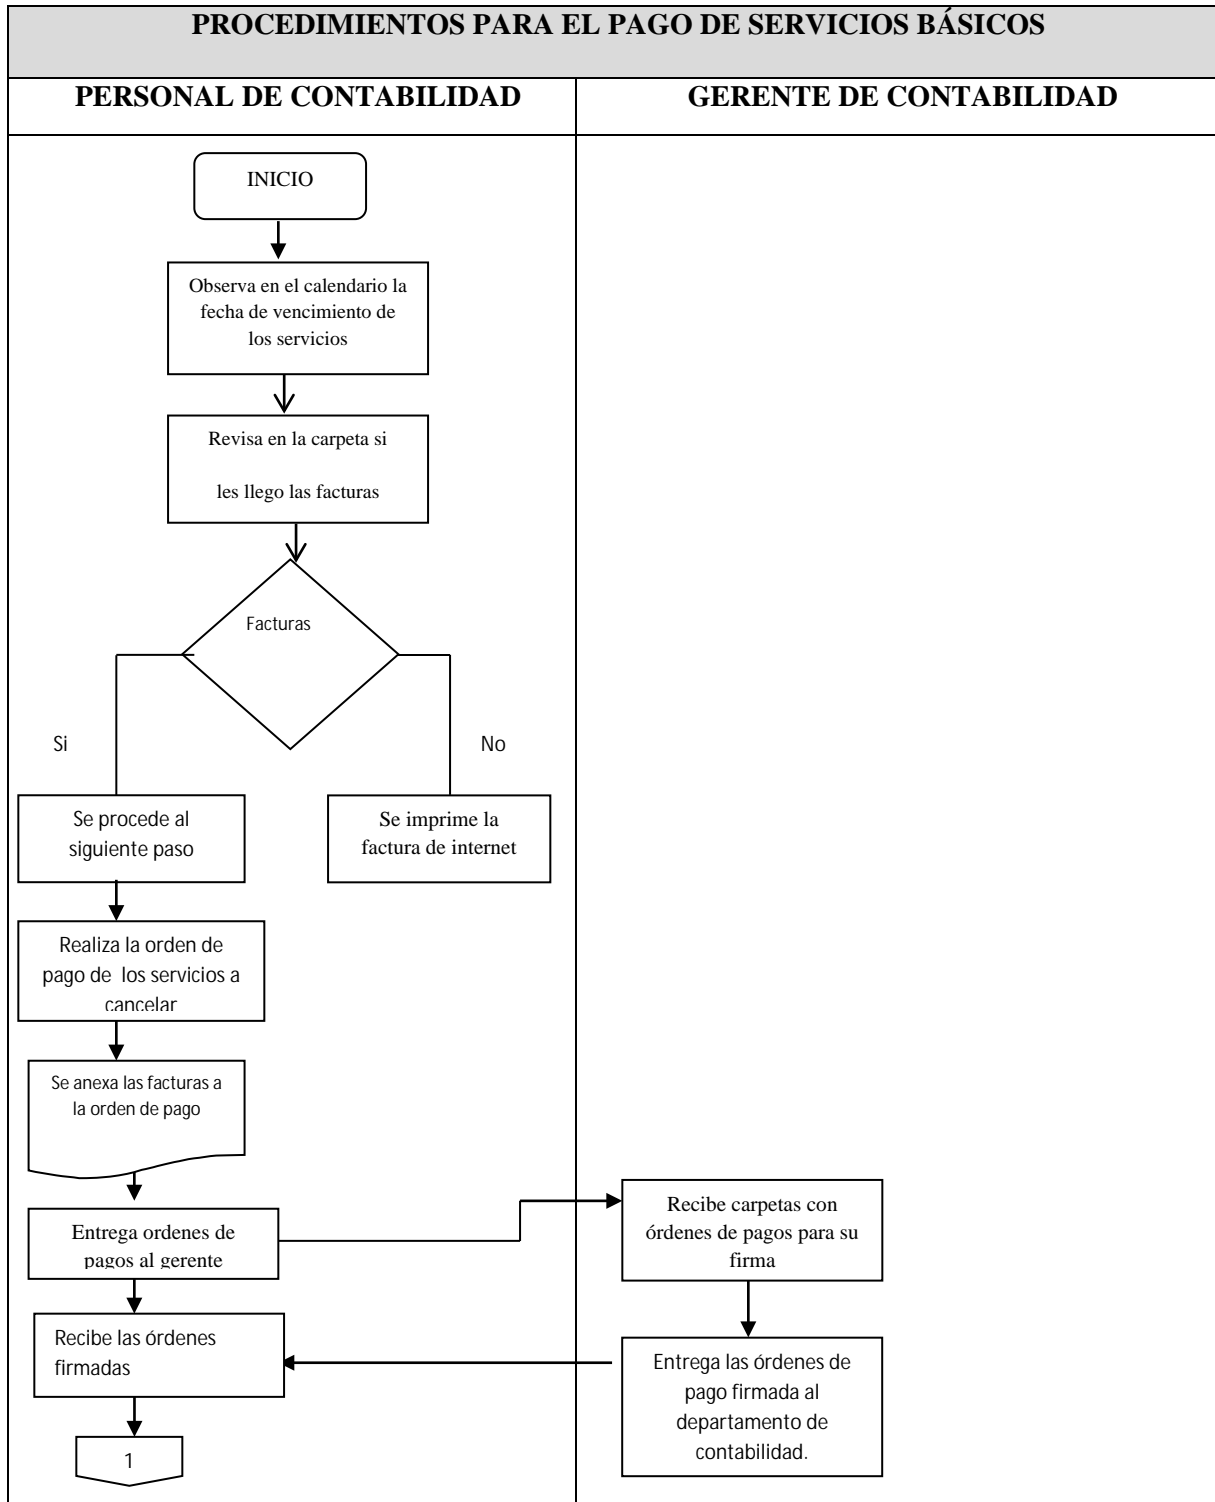 PROCEDIMIENTOS PARA EL PAGO DE SERVICIOS BÁSICOS
PERSONAL DE CONTABILIDAD
GERENTE DE CONTABILIDAD
INICIO
Observa en el calendario la
fecha de vencimiento de
los servicios
Revisa en la carpeta si
les llego las facturas
Facturas
Si
No
Se procede al
siguiente paso
Se imprime la
factura de internet
Realiza la orden de
pago de los servicios a
cancelar
Se anexa las facturas a
la orden de pago
Entrega ordenes de
pagos al gerente
Recibe carpetas con
órdenes de pagos para su
firma
Recibe las órdenes
firmadas
Entrega las órdenes de
pago firmada al
departamento de
contabilidad.
1